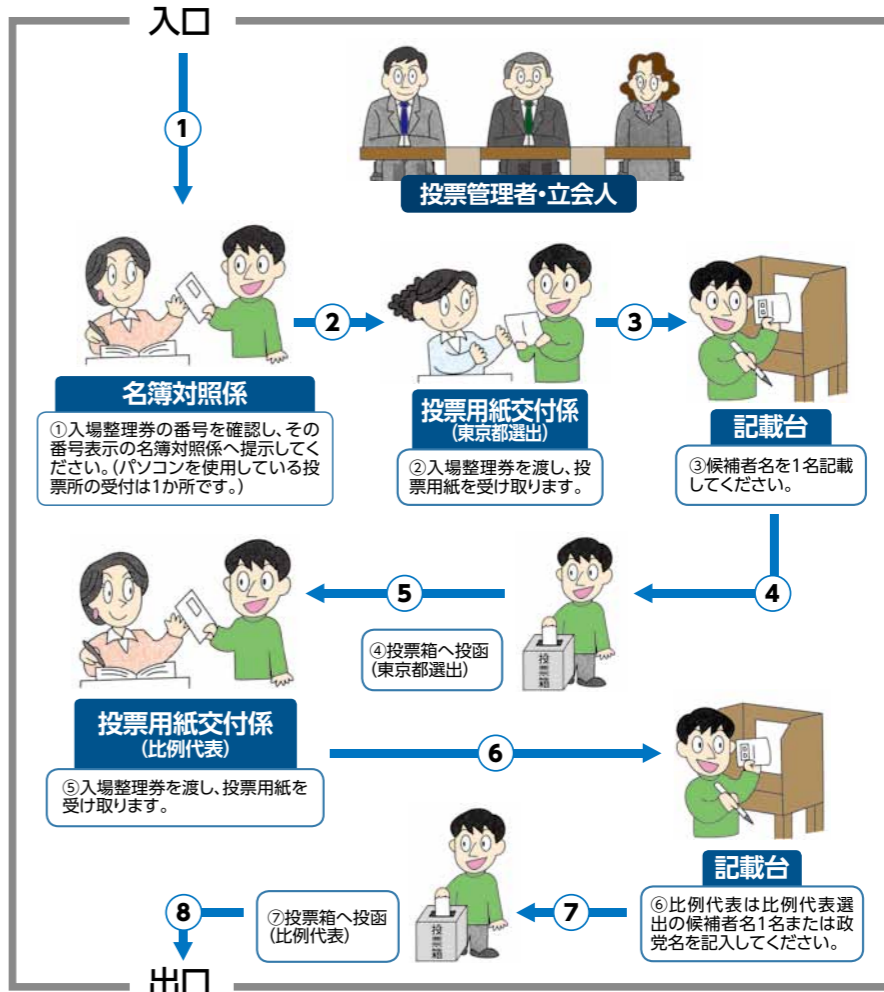 入口
①
投票管理者・立会人
②
③
名簿対照係
①入場整理券の番号を確認し、その
番号表示の名簿対照係へ提示してく
ださい。(パソコンを使用している投
票所の受付は1か所です。)
投票用紙交付係
(東京都選出)
②入場整理券を渡し、投
票用紙を受け取ります。
記載台
③候補者名を1名記載
してください。
④
⑤
④投票箱へ投函
(東京都選出)
投票箱
投票用紙交付係
(比例代表)
⑤入場整理券を渡し、投票用紙を
受け取ります。
⑥
記載台
⑥比例代表は比例代表選
出の候補者名1名または政
党名を記入してください。
⑦
投票箱
⑦投票箱へ投函
(比例代表)
⑧
出口